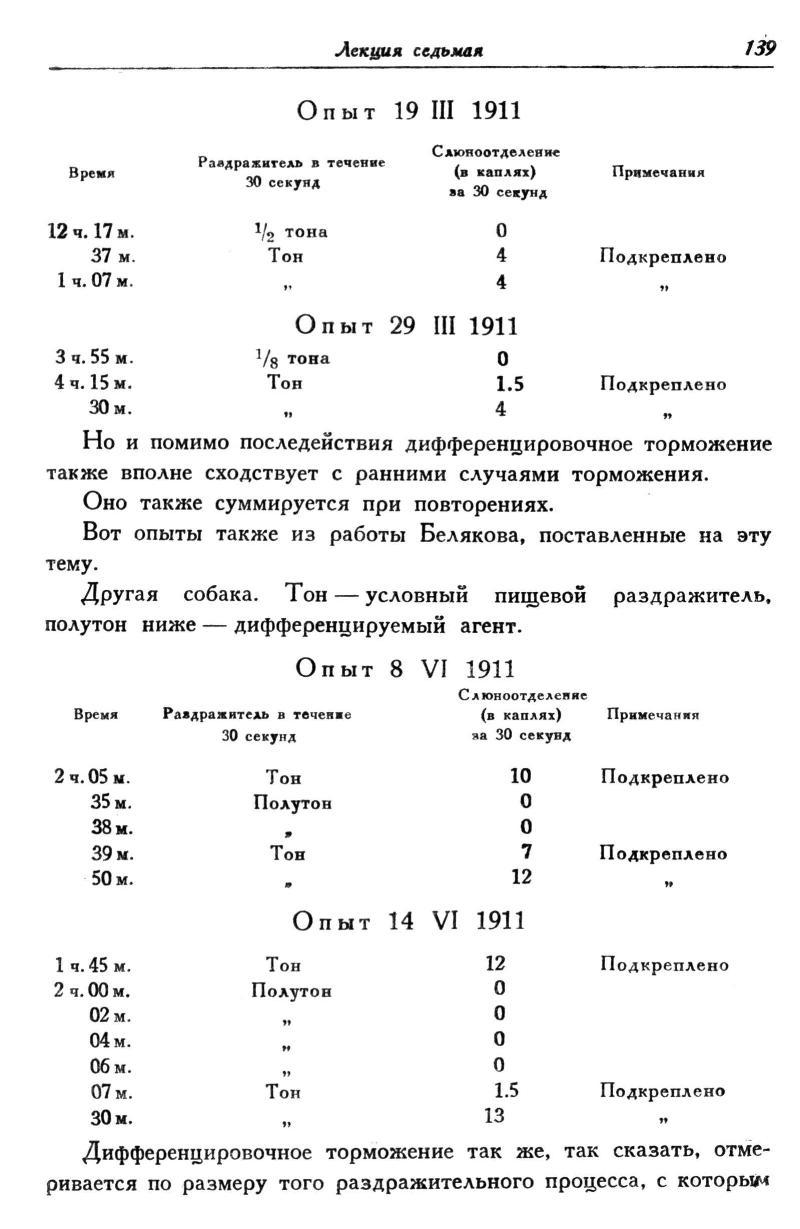 Лекция седьмая 139
Опыт 19 III 1911
Время Раздражитель в течение 30 секунд Слюноотделение (в каплях) за 30 секунд Примечания
12 ч. 17 м. 1/2 тона 0
37 м. Тон 4 Подкреплено
1 ч. 07 м. „ 4 „
Опыт 29 III 1911
3 ч. 55 м. 1/8 тона 0
4 ч. 15 м. Тон 1.5 Подкреплено
30 м. „ 4 „
Но и помимо последействия дифференцировочное торможение
также вполне сходствует с ранними случаями торможения.
Оно также суммируется при повторениях.
Вот опыты также из работы Белякова, поставленные на эту
тему.
Другая собака. Тон — условный пищевой раздражитель,
полутон ниже — дифференцируемый агент.
Опыт 8 VI 1911
Время Раздражитель в течение 30 секунд Слюноотделение (в каплях) за 30 секунд Примечания
2 ч. 05 м. Тон 10 Подкреплено
35 м. Полутон 0
38 м. „ 0
39 м. Тон 7 Подкреплено
50 м. „ 12 „
Опыт 14 VI 1911
1 ч. 45 м. Тон 12 Подкреплено
2 ч. 00 м. Полутон 0
02 м. „ 0
04 м. „ 0
06 м. „ 0
07 м. Тон 1.5 Подкреплено
30 м. „ 13 „
Дифференцировочное торможение так же, так сказать, отме-
ривается по размеру того раздражительного процесса, с которым